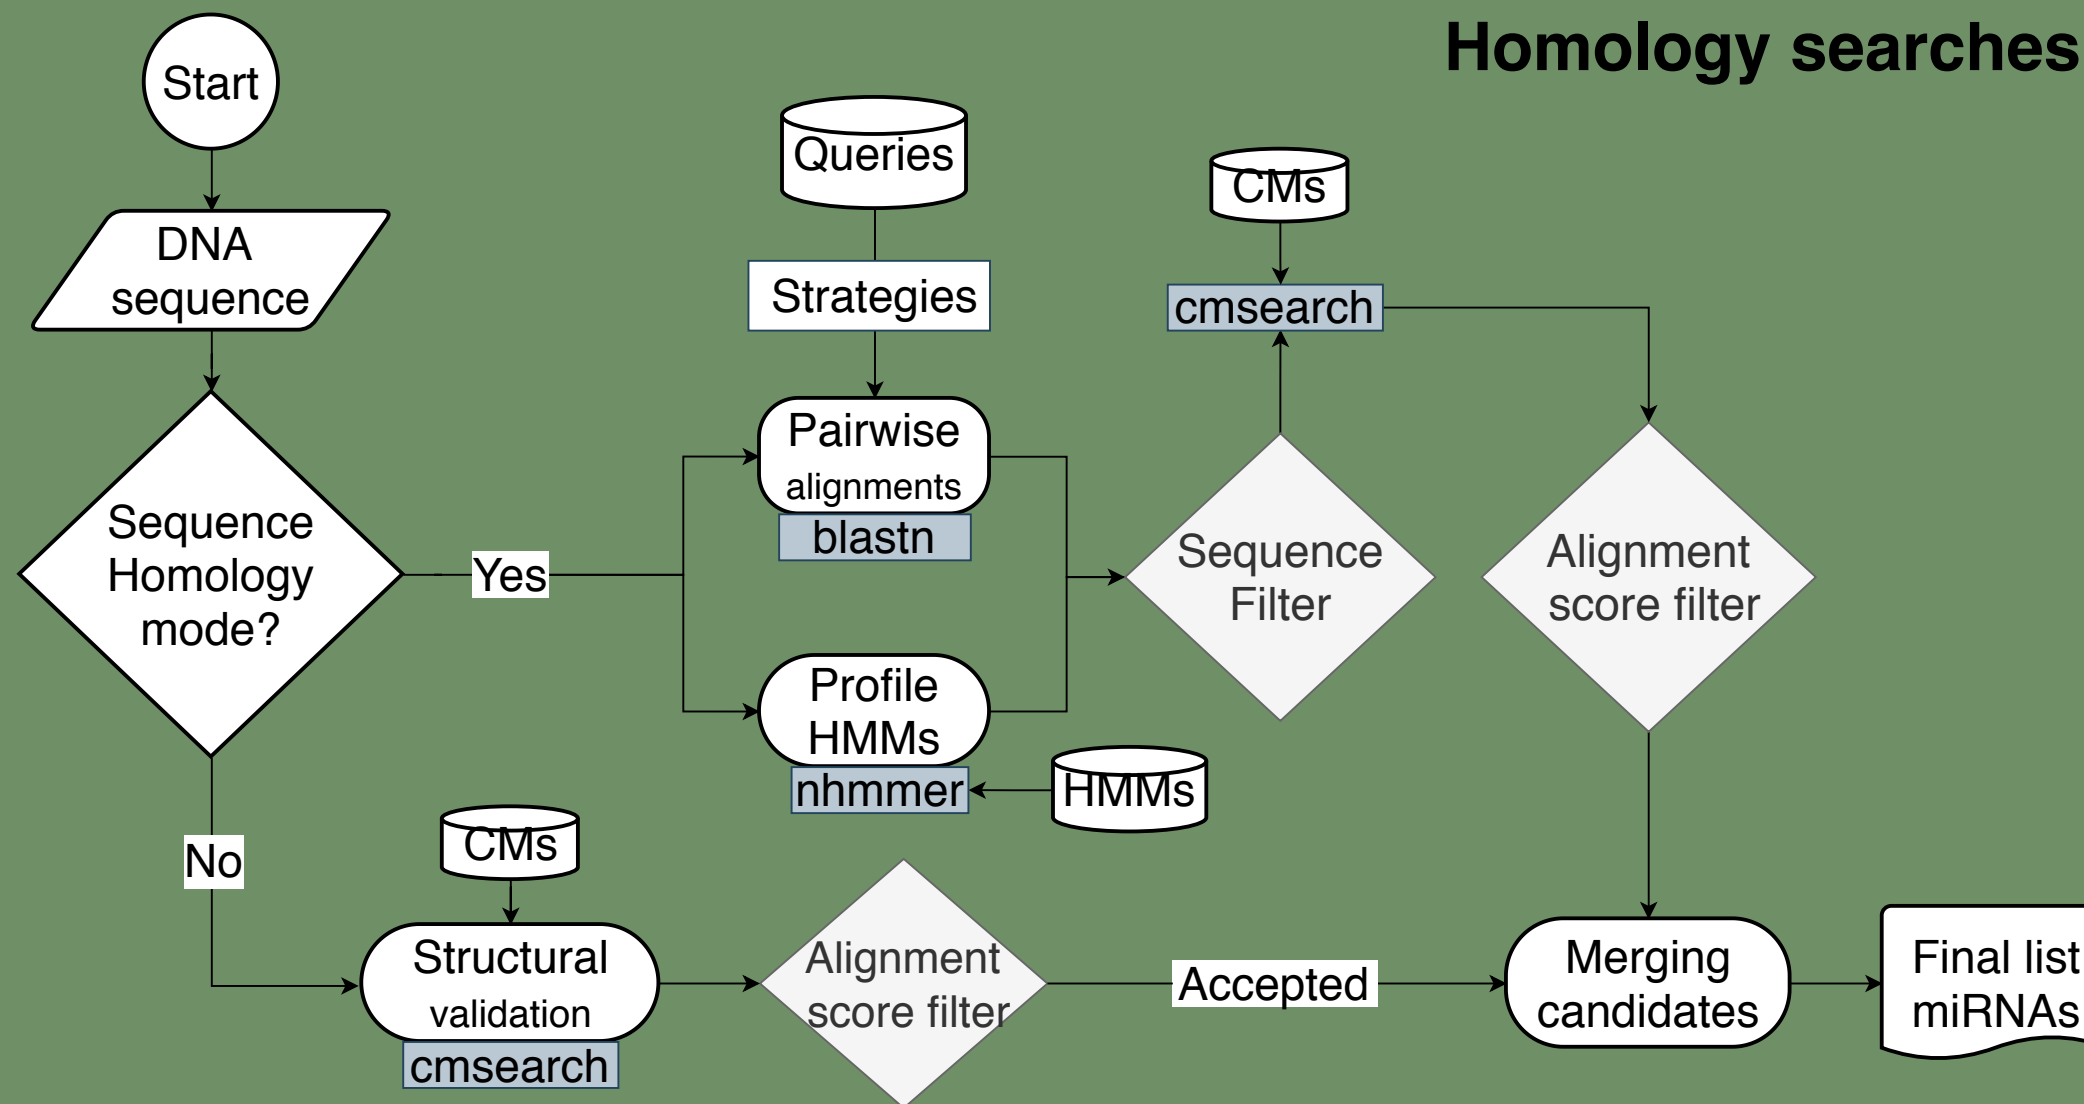 Homology searches
Start
DNA
sequence
Sequence
Homology
mode?
Yes
No
Queries
Strategies
Pairwise
alignments
blastn
Profile
HMMs
nhmmer
HMMs
CMs
cmsearch
Sequence
Filter
Alignment
score filter
CMs
Structural
validation
cmsearch
Alignment
score filter
Accepted
Merging
candidates
Final list
miRNAs